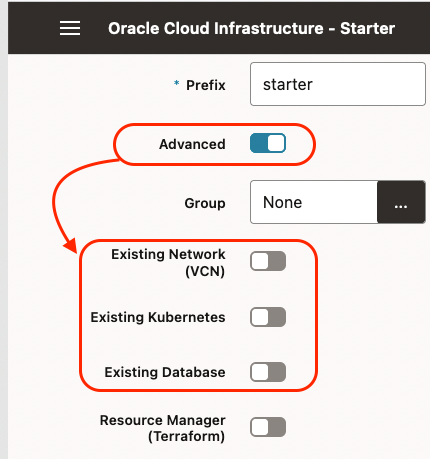 Oracle Cloud Infrastructure - Starter
* Prefix
starter
Advanced
Group
None
...
Existing Network
(VCN)
Existing Kubernetes
Existing Database
Resource Manager
(Terraform)